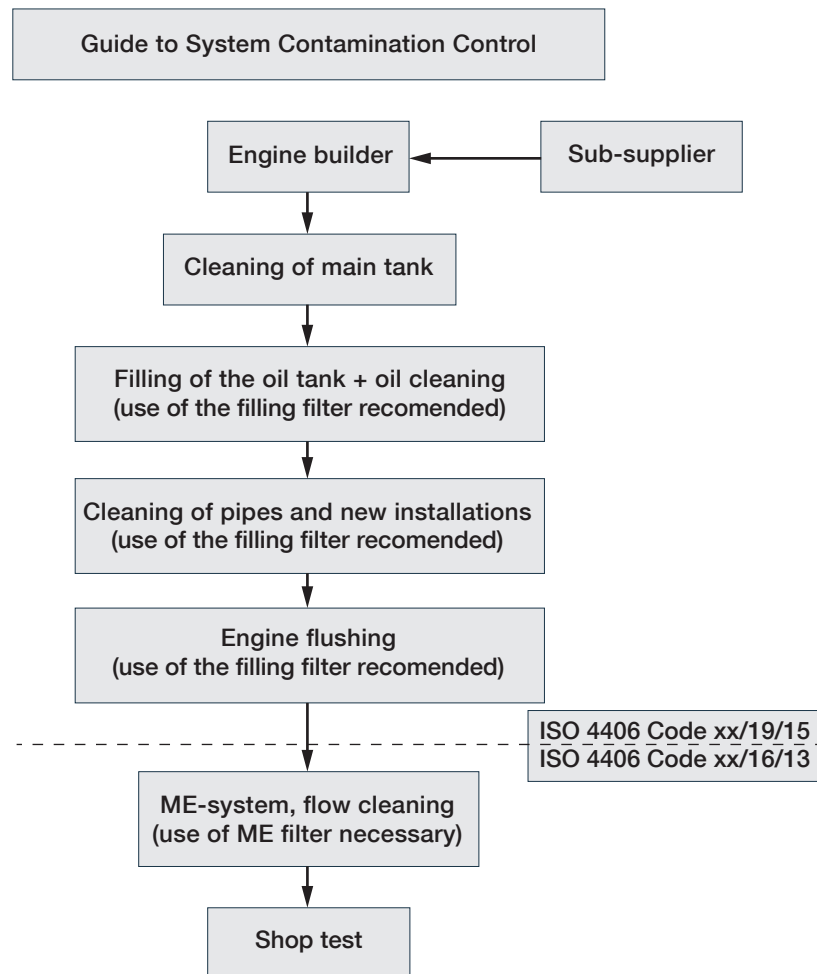 Guide to System Contamination Control
Engine builder
Sub-supplier
Cleaning of main tank
Filling of the oil tank + oil cleaning
(use of the filling filter recomended)
Cleaning of pipes and new installations
(use of the filling filter recomended)
Engine flushing
(use of the filling filter recomended)
ISO 4406 Code xx/19/15
ISO 4406 Code xx/16/13
ME-system, flow cleaning
(use of ME filter necessary)
Shop test